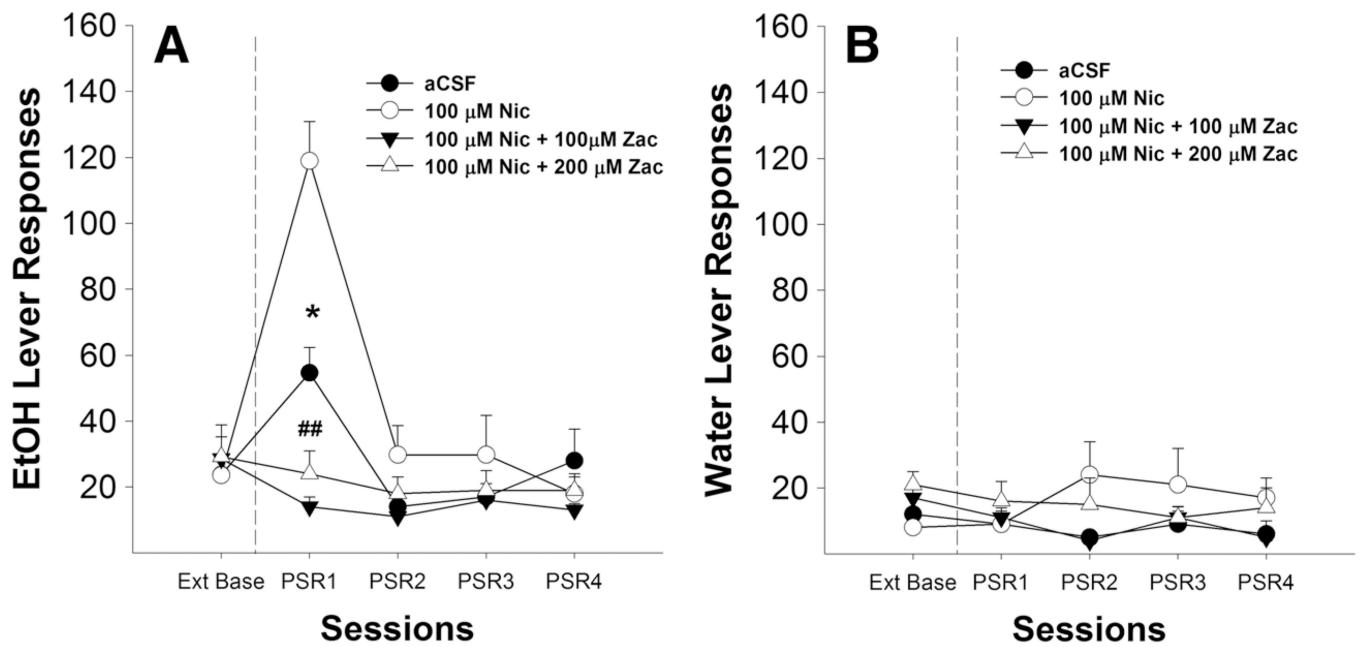 A
EtOH Lever Responses
160
140
120
100
80
60
40
20
aCSF
100 μM Nic
100 μM Nic + 100μM Zac
100 μM Nic + 200 μM Zac
*
##
Ext Base PSR1 PSR2 PSR3 PSR4
Sessions
B
Water Lever Responses
160
140
120
100
80
60
40
20
aCSF
100 μM Nic
100 μM Nic + 100 μM Zac
100 μM Nic + 200 μM Zac
Ext Base PSR1 PSR2 PSR3 PSR4
Sessions